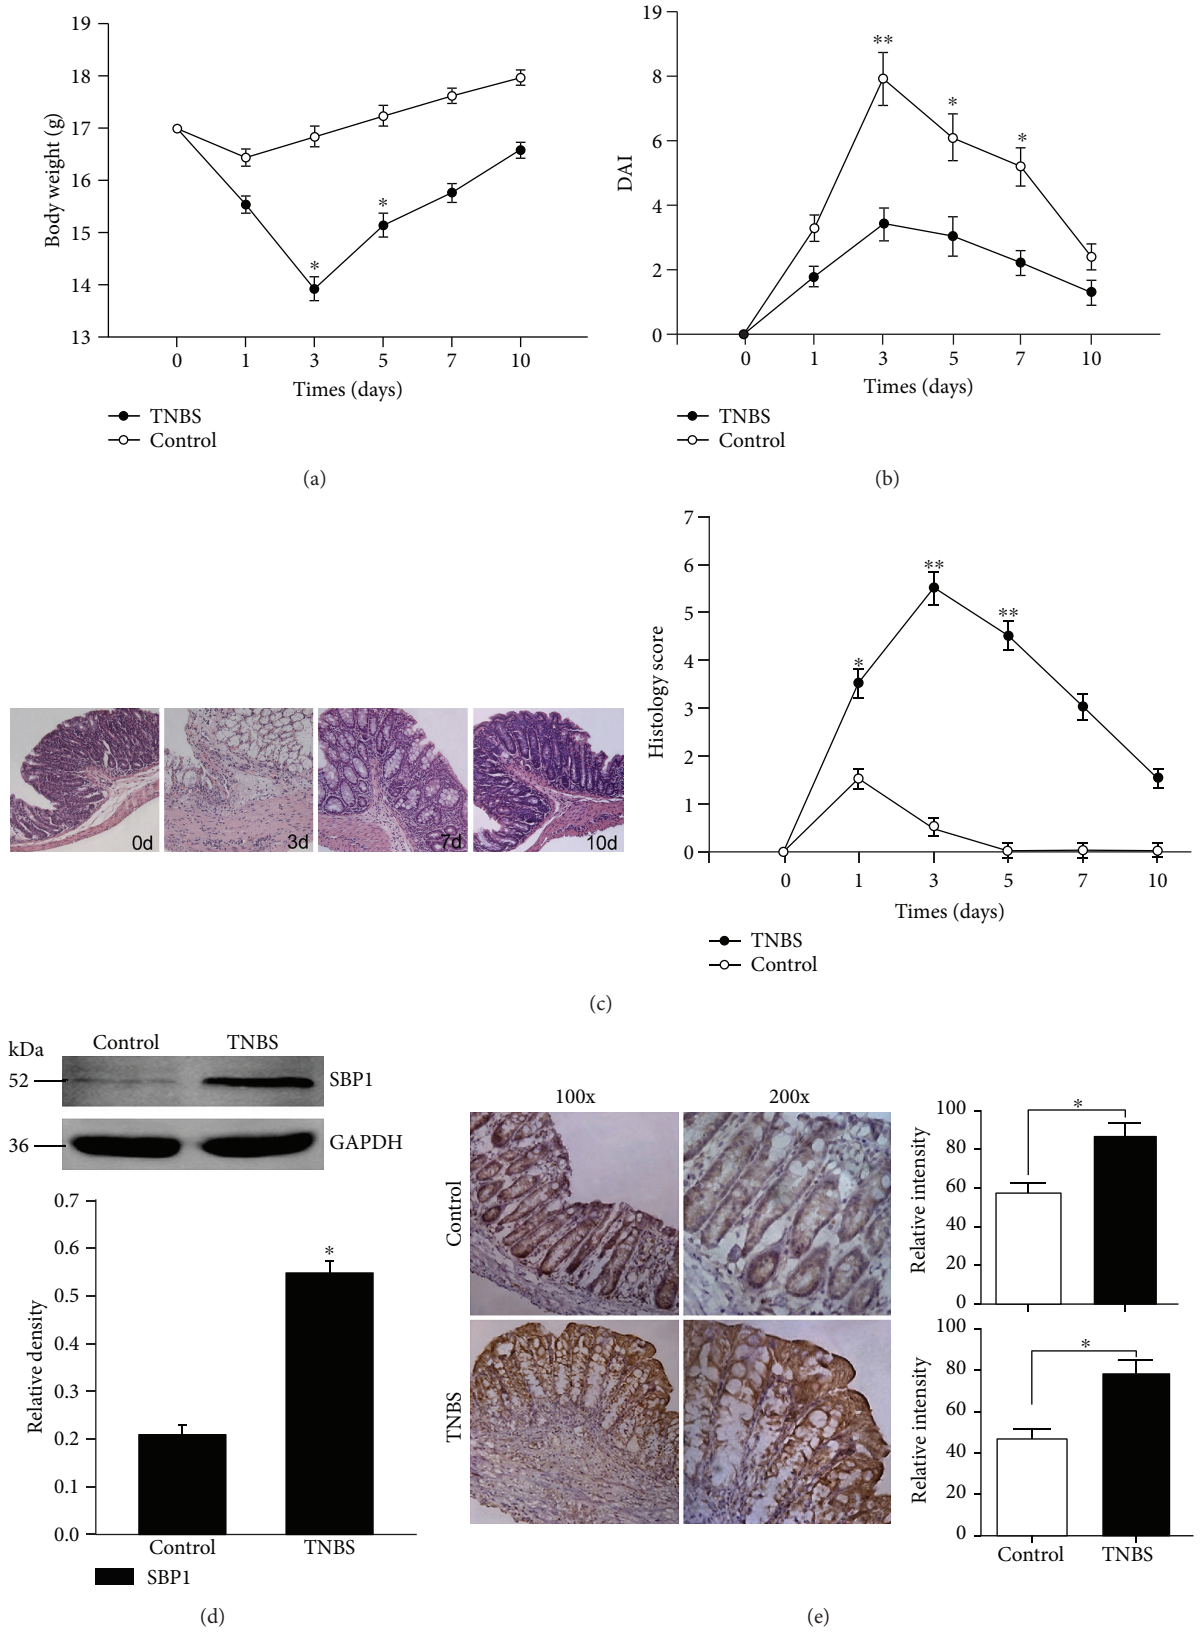 19
18
17
16
15
14
13
Body weight (g)
*
*
0 1 3 5 7 10
Times (days)
TNBS
Control
(a)
19
8
6
4
2
0
DAI
**
*
*
0 1 3 5 7 10
Times (days)
TNBS
Control
(b)
0d 3d 7d 10d
7
6
5
4
3
2
1
0
Histology score
*
**
**
0 1 3 5 7 10
Times (days)
TNBS
Control
(c)
kDa
Control TNBS
52 SBP1
36 GAPDH
0.7
0.6
0.5
0.4
0.3
0.2
0.1
0.0
Relative density
*
Control TNBS
SBP1
(d)
100x 200x
Control
TNBS
100
80
60
40
20
0
Relative intensity
*
100
80
60
40
20
0
Relative intensity
*
Control TNBS
(e)